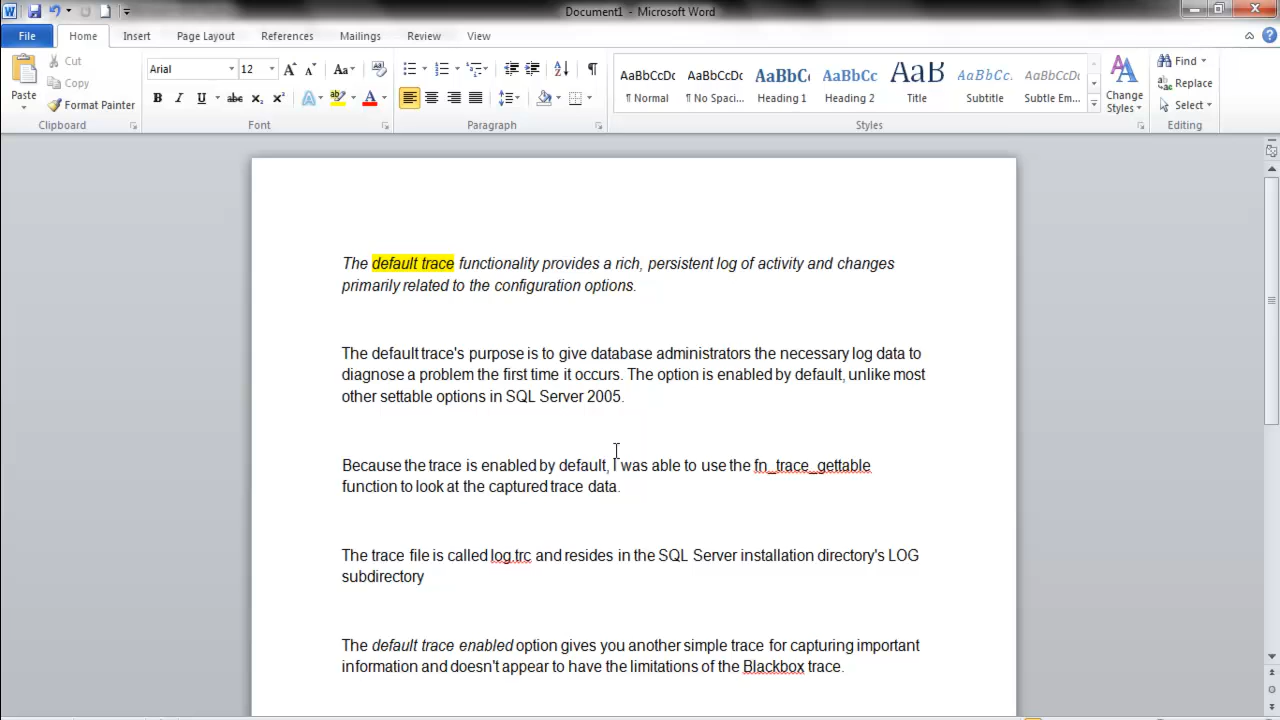 Document1 - Microsoft Word
File Home Insert Page Layout References Mailings Review View
Paste
Cut
Copy
Format Painter
Clipboard
Arial 12
Font
Paragraph
AaBbCcDc AaBbCcDc AaBbCc AaBbCc AaB AaBbCc. AaBbCcDc
¶ Normal ¶ No Spaci... Heading 1 Heading 2 Title Subtitle Subtle Em...
Change
Styles
Styles
Find
Replace
Select
Editing
The default trace functionality provides a rich, persistent log of activity and changes
primarily related to the configuration options.
The default trace's purpose is to give database administrators the necessary log data to
diagnose a problem the first time it occurs. The option is enabled by default, unlike most
other settable options in SQL Server 2005.
Because the trace is enabled by default, I was able to use the fn_trace_gettable
function to look at the captured trace data.
The trace file is called log.trc and resides in the SQL Server installation directory's LOG
subdirectory
The default trace enabled option gives you another simple trace for capturing important
information and doesn't appear to have the limitations of the Blackbox trace.